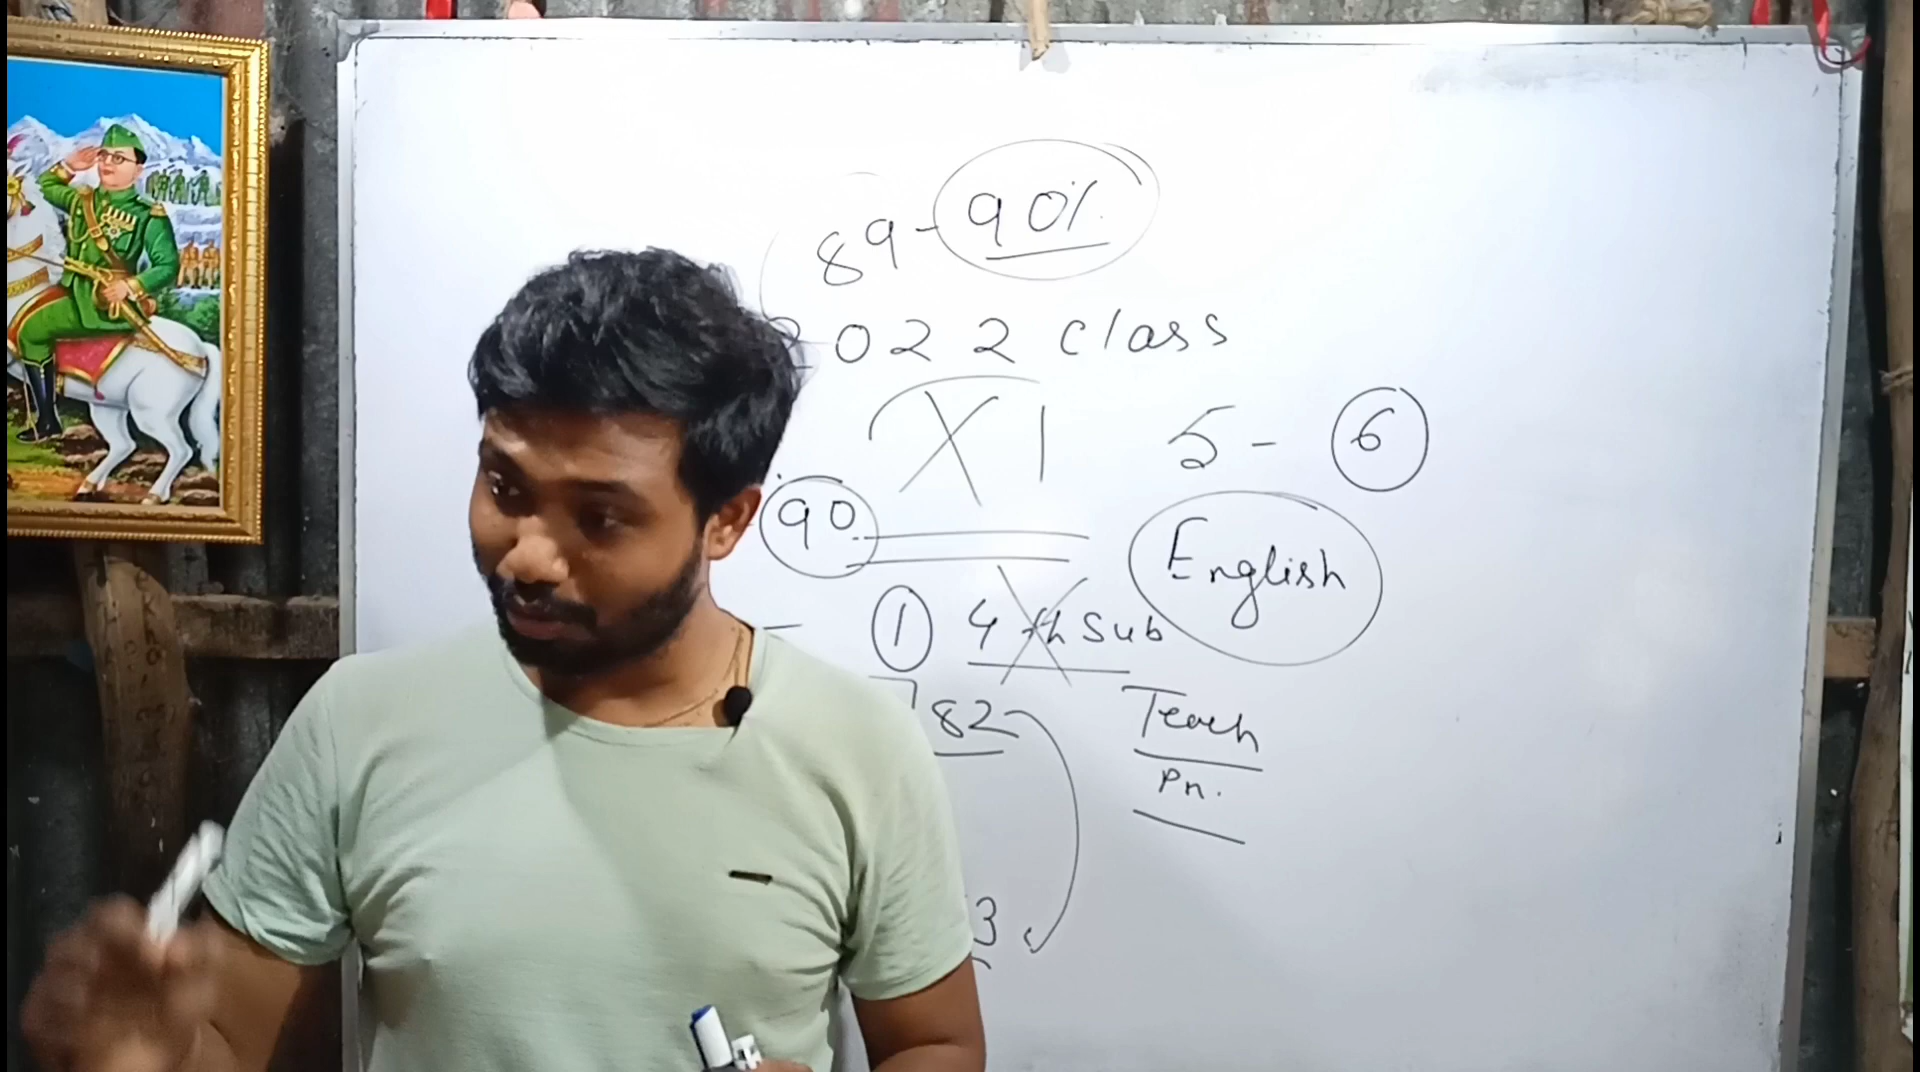 89-90%
2022 class
XI 5-6
90
English
① 4th Sub
82 Teach
Pn.
3